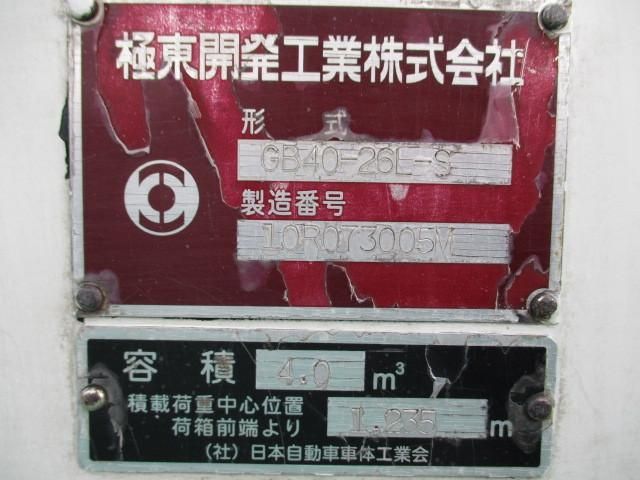 極東開発工業株式会社
形 式
GB40-26L-S
製造番号
10R073005M
容 積 4.0 m³
積載荷重中心位置
荷箱前端より 1.235 m
(社)日本自動車車体工業会